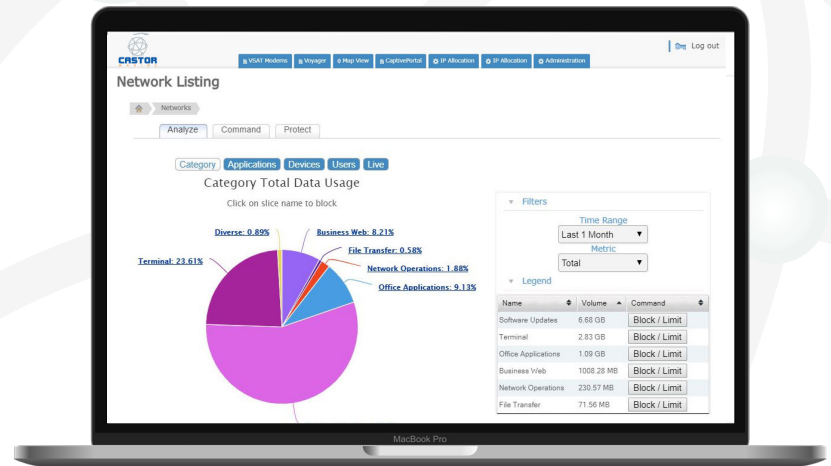 CASTOR
Log out
VSAT Modems Voyager Map View CaptivePortal IP Allocation IP Allocation Administration
Network Listing
Networks
Analyze Command Protect
Category Applications Devices Users Live
Category Total Data Usage
Click on slice name to block
Diverse: 0.89%
Business Web: 8.21%
File Transfer: 0.58%
Terminal: 23.61%
Network Operations: 1.88%
Office Applications: 9.13%
Filters
Time Range
Last 1 Month
Metric
Total
Legend
Name Volume Command
Software Updates 6.68 GB Block / Limit
Terminal 2.83 GB Block / Limit
Office Applications 1.09 GB Block / Limit
Business Web 1008.28 MB Block / Limit
Network Operations 230.57 MB Block / Limit
File Transfer 71.56 MB Block / Limit
MacBook Pro